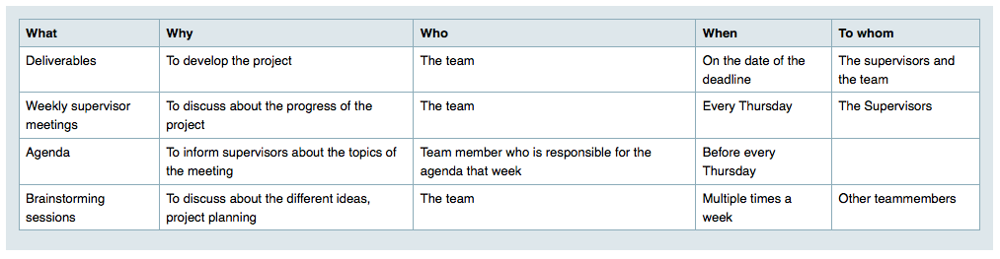 What Why Who When To whom
Deliverables To develop the project The team On the date of the The supervisors and
deadline the team
Weekly supervisor To discuss about the progress of the The team Every Thursday The Supervisors
meetings project
Agenda To inform supervisors about the topics of Team member who is responsible for the Before every
the meeting agenda that week Thursday
Brainstorming To discuss about the different ideas, The team Multiple times a Other teammembers
sessions project planning week